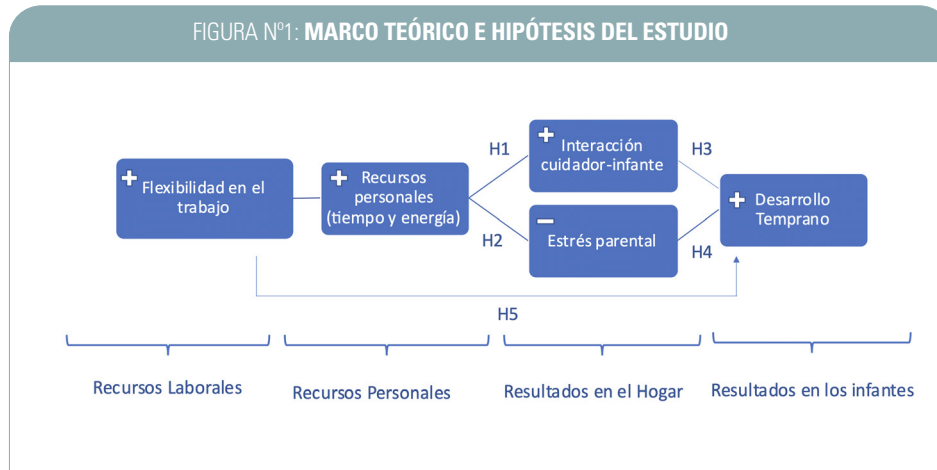 FIGURA Nº1: MARCO TEÓRICO E HIPÓTESIS DEL ESTUDIO
+ Flexibilidad en el
trabajo
+ Recursos
personales
(tiempo y energía)
H1
H2
+ Interacción
cuidador-infante
− Estrés parental
H3
H4
+ Desarrollo
Temprano
H5
Recursos Laborales
Recursos Personales
Resultados en el Hogar
Resultados en los infantes